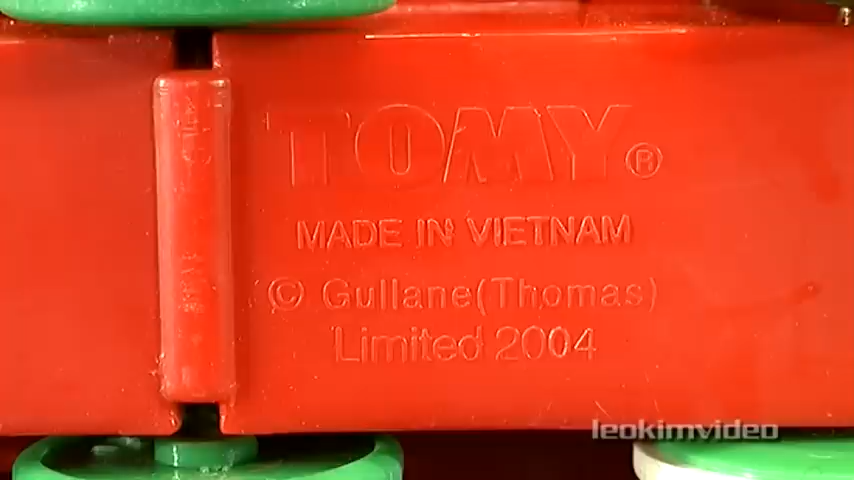 TOMY®
MADE IN VIETNAM
© Gullane(Thomas)
Limited 2004
leokimvideo